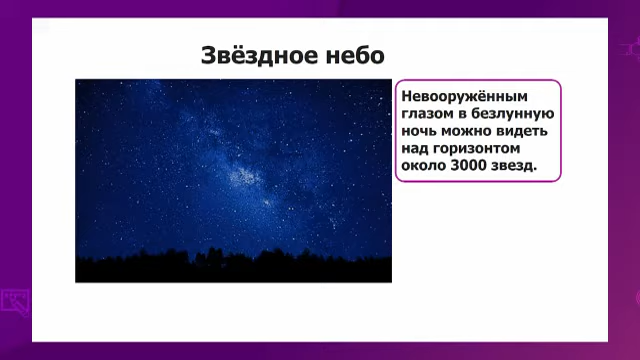 Звёздное небо
Невооружённым
глазом в безлунную
ночь можно видеть
над горизонтом
около 3000 звезд.